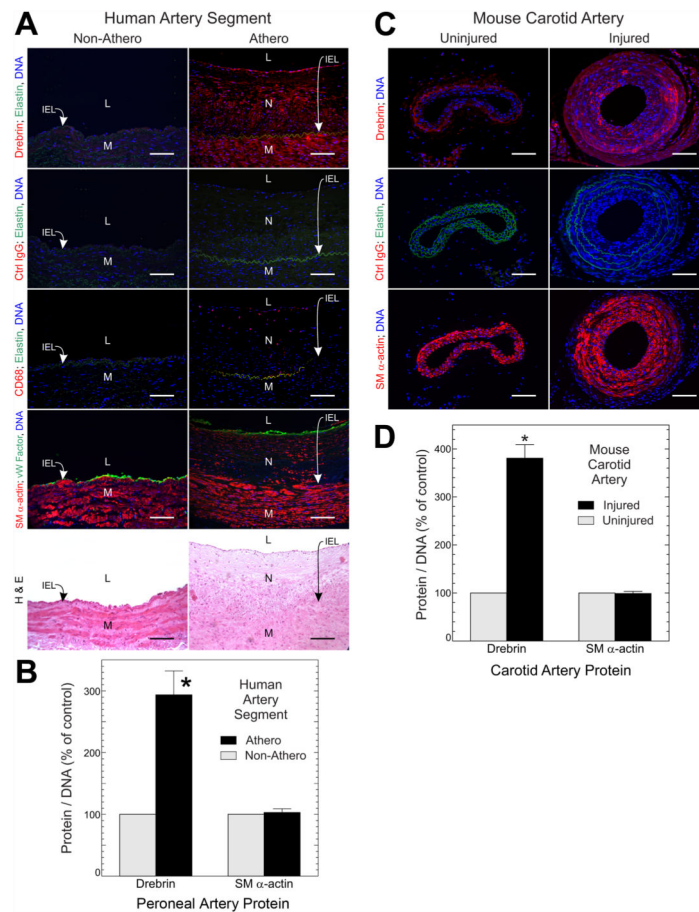 A
Human Artery Segment
Non-Athero
Athero
Drebrin; Elastin, DNA
IEL
L
M
L
IEL
N
M
Ctrl IgG; Elastin, DNA
IEL
L
M
L
IEL
N
M
CD68; Elastin, DNA
IEL
L
M
L
IEL
N
M
SM α-actin; vW Factor, DNA
IEL
L
M
L
IEL
N
M
H & E
IEL
L
M
L
IEL
N
M
B
Protein / DNA (% of control)
300
200
100
0
Human
Artery
Segment
Athero
Non-Athero
*
Drebrin
SM α-actin
Peroneal Artery Protein
C
Mouse Carotid Artery
Uninjured
Injured
Drebrin; DNA
Ctrl IgG; Elastin, DNA
SM α-actin; DNA
D
Protein / DNA (% of control)
400
300
200
100
0
*
Mouse
Carotid
Artery
Injured
Uninjured
Drebrin
SM α-actin
Carotid Artery Protein